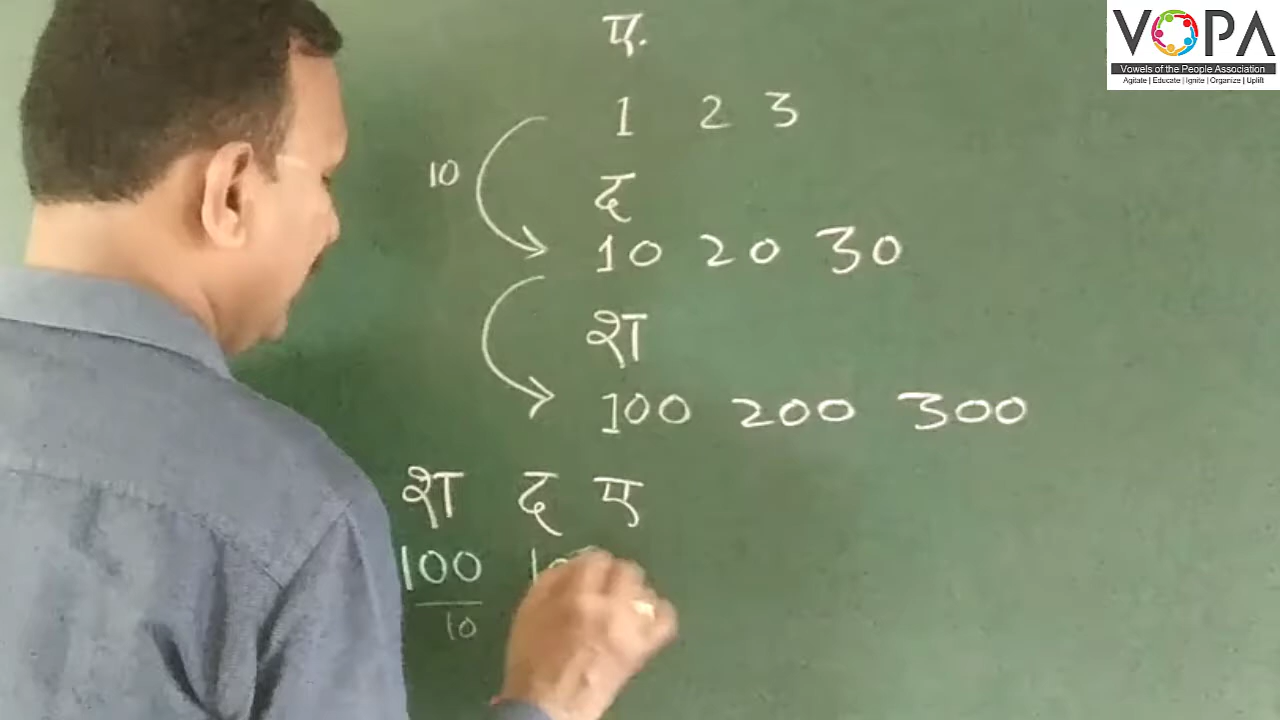 VOPA
Vowels of the People Association
Agitate | Educate | Ignite | Organize | Uplift
ए.
1 2 3
10
द
10 20 30
श
100 200 300
श द ए
100
10